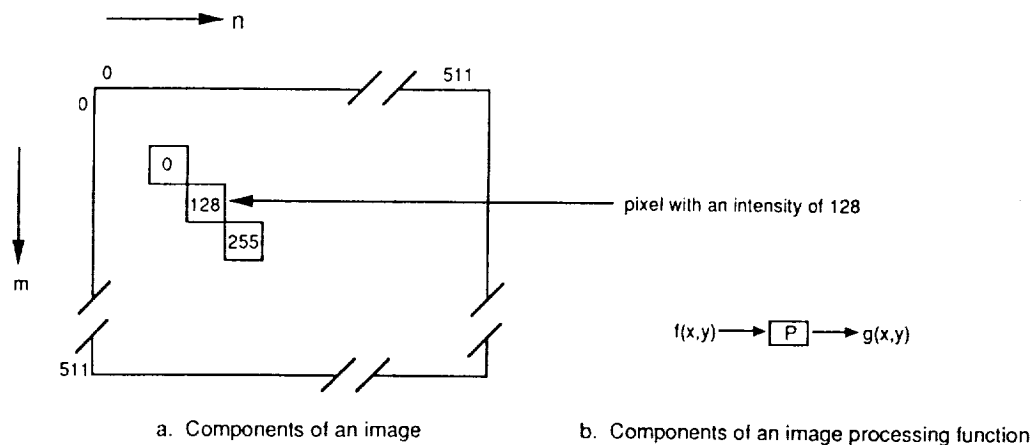 n
0
511
0
0
128
pixel with an intensity of 128
255
m
f(x,y)
P
g(x,y)
511
a. Components of an image
b. Components of an image processing function